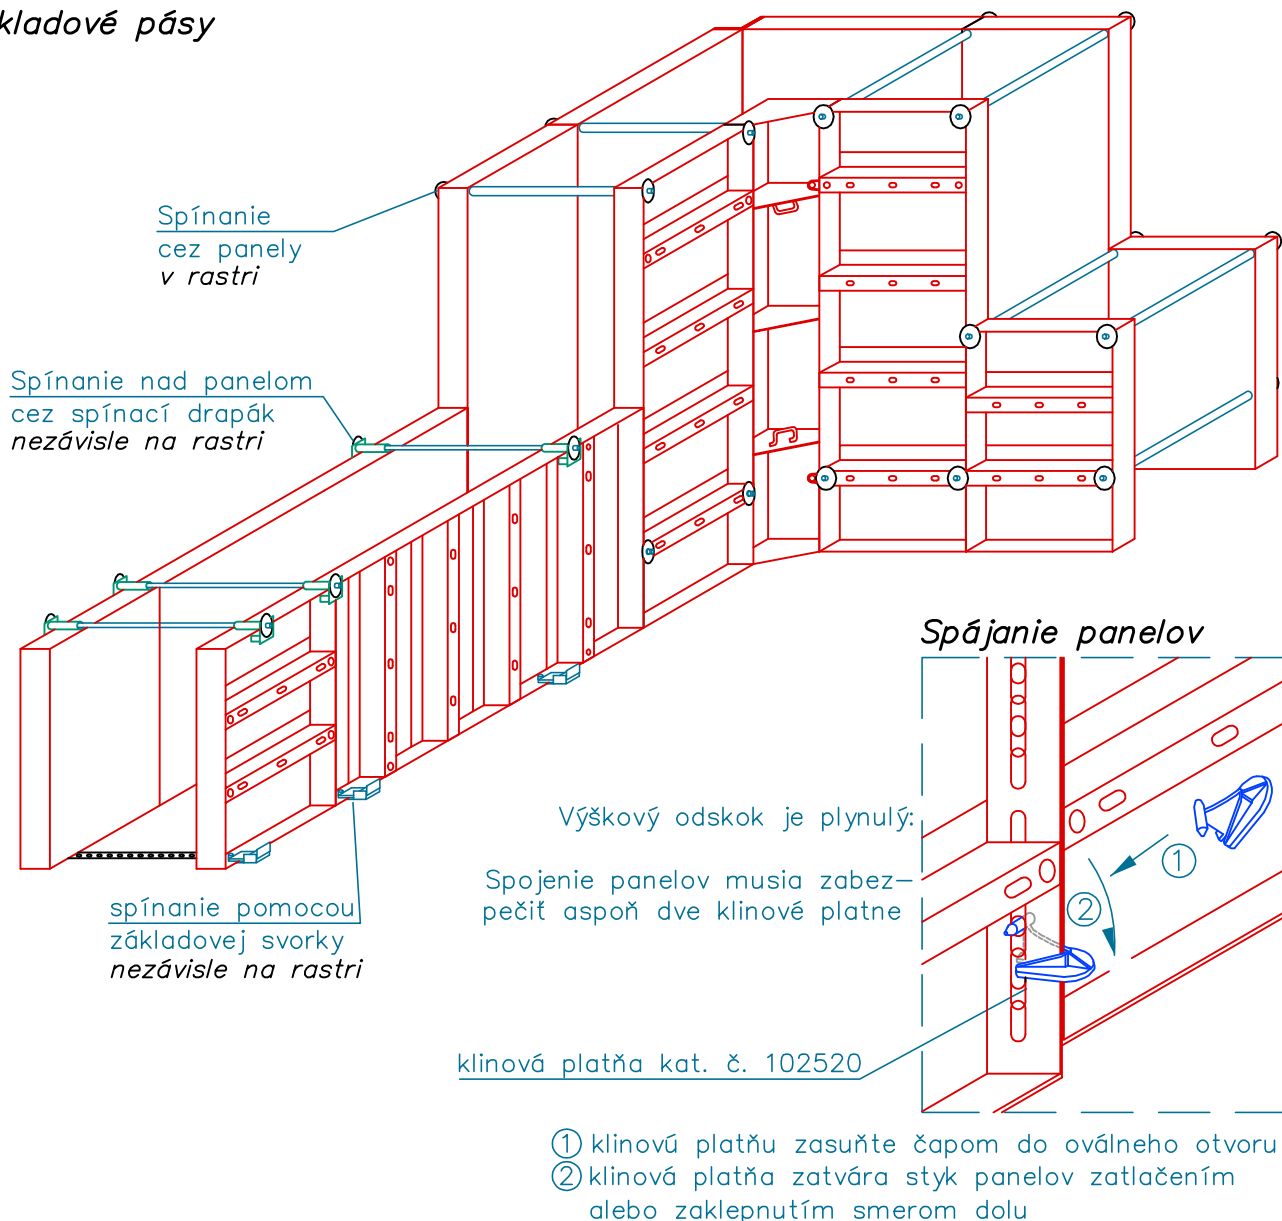 kladové pásy
Spínanie
cez panely
v rastri
Spínanie nad panelom
cez spínací drapák
nezávisle na rastri
spínanie pomocou
základovej svorky
nezávisle na rastri
Spájanie panelov
Výškový odskok je plynulý:
Spojenie panelov musia zabez-
pečiť aspoň dve klinové platne
1
2
klinová platňa kat. č. 102520
1 klinovú platňu zasuňte čapom do oválneho otvoru
2 klinová platňa zatvára styk panelov zatlačením
alebo zaklepnutím smerom dolu